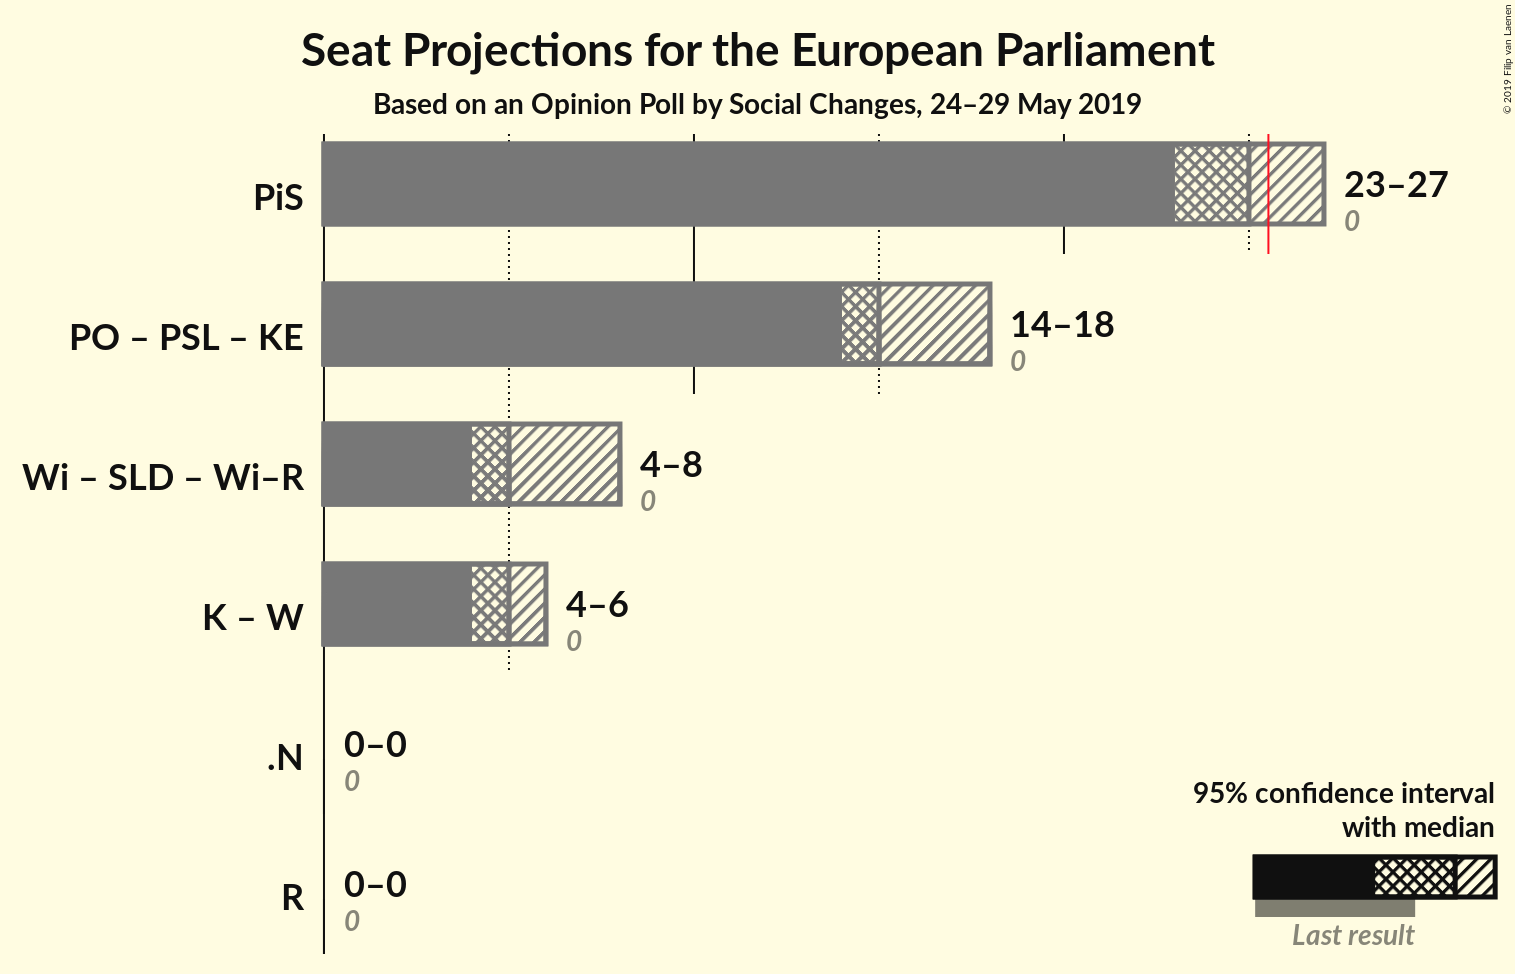 Seat Projections for the European Parliament
Based on an Opinion Poll by Social Changes, 24–29 May 2019
© 2019 Filip van Laenen
PiS
23–27
0
PO – PSL – KE
14–18
0
Wi – SLD – Wi–R
4–8
0
K – W
4–6
0
.N
0–0
0
R
0–0
0
95% confidence interval
with median
Last result